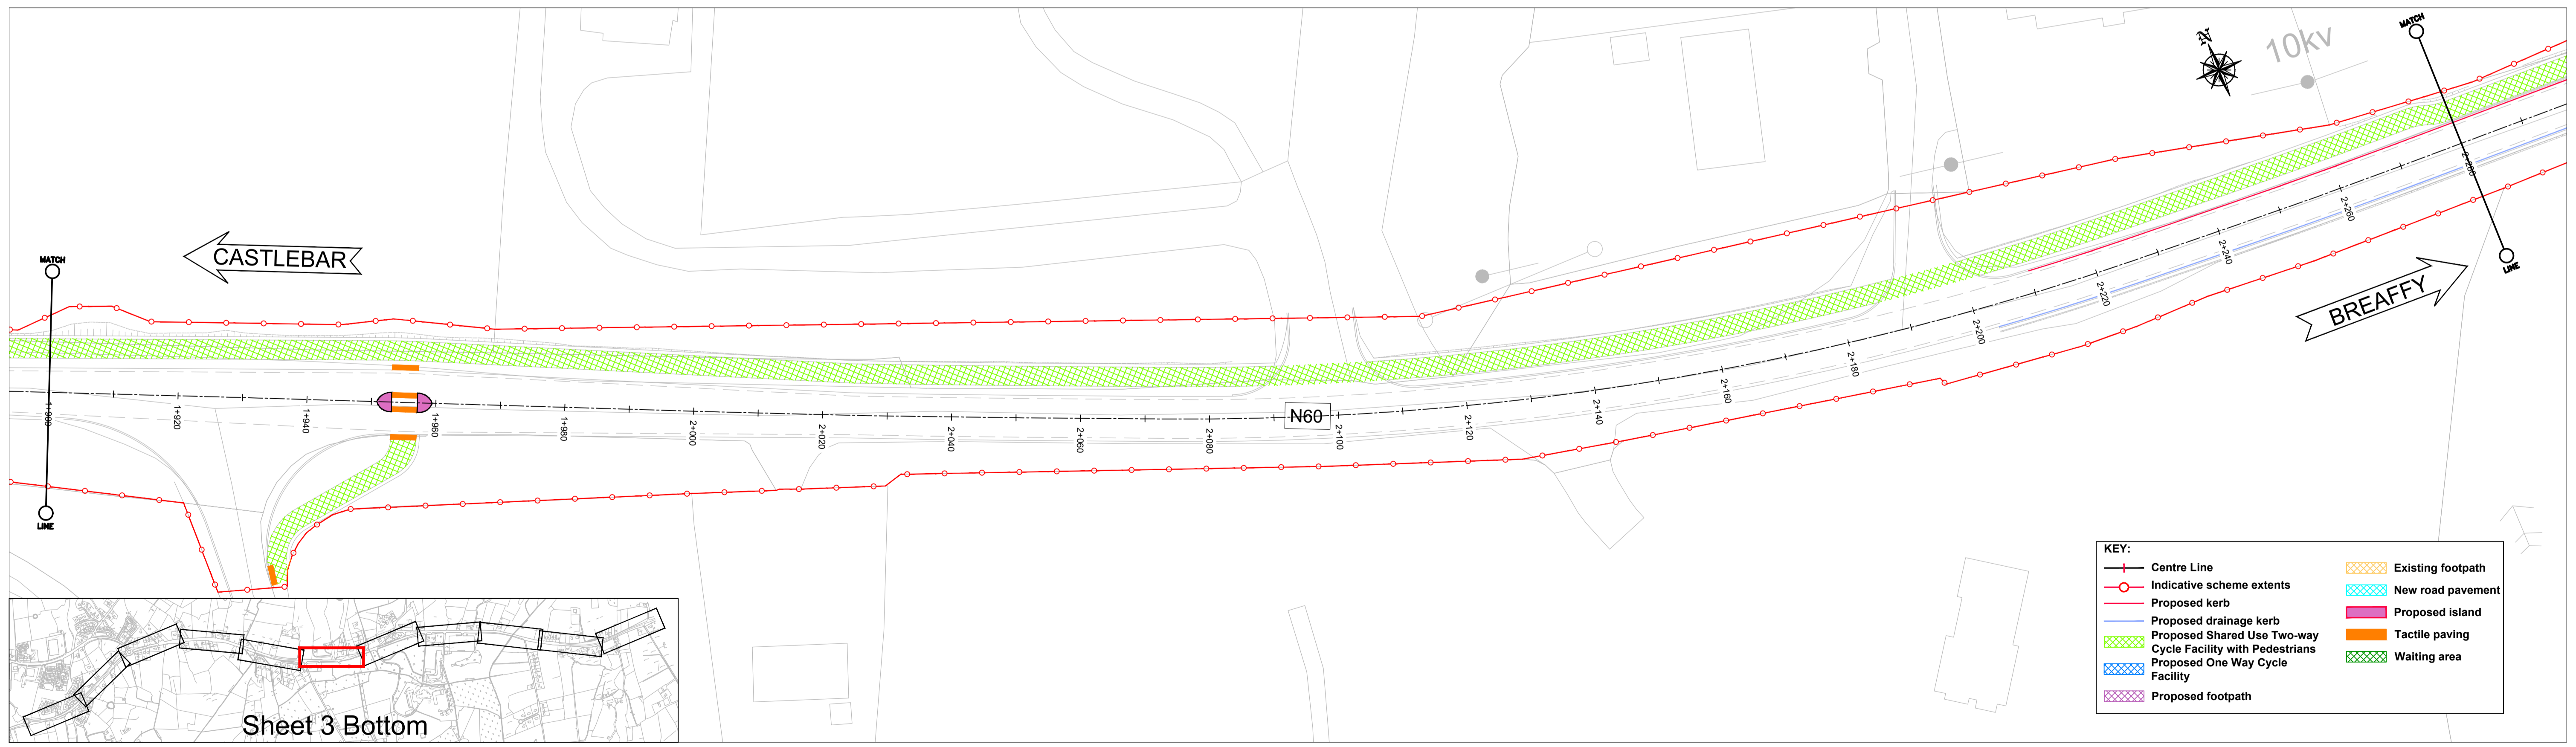 MATCH
N
10kv
MATCH
CASTLEBAR
LINE
BREAFFY
1+900
1+920
1+940
1+960
1+980
2+000
2+020
2+040
2+060
2+080
N60
2+100
2+120
2+140
2+160
2+180
2+200
2+220
2+240
2+260
2+280
LINE
KEY:
Centre Line
Indicative scheme extents
Proposed kerb
Proposed drainage kerb
Proposed Shared Use Two-way
Cycle Facility with Pedestrians
Proposed One Way Cycle
Facility
Proposed footpath
Existing footpath
New road pavement
Proposed island
Tactile paving
Waiting area
Sheet 3 Bottom